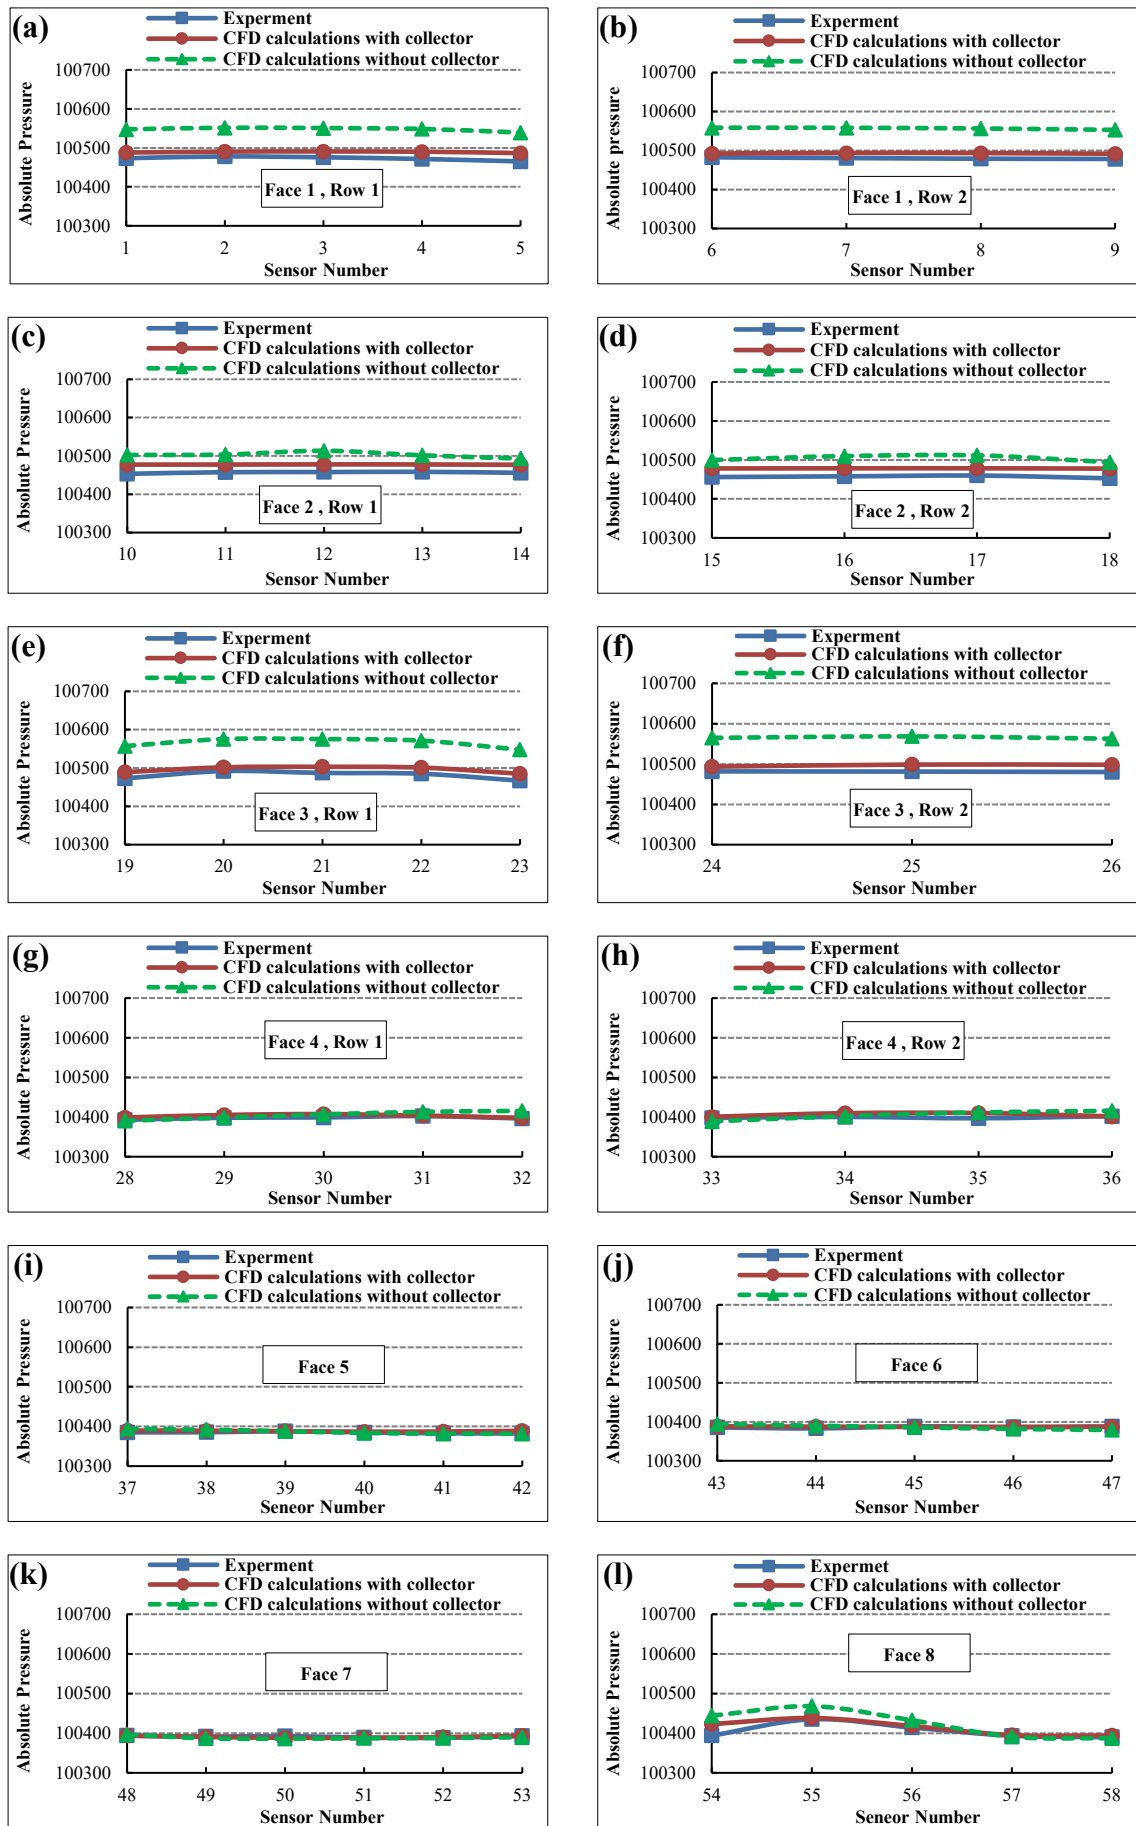 (a)
Experment
CFD calculations with collector
CFD calculations without collector
Absolute Pressure
100700
100600
100500
100400
100300
Face 1 , Row 1
1 2 3 4 5
Sensor Number
(b)
Experment
CFD calculations with collector
CFD calculations without collector
Absolute pressure
100700
100600
100500
100400
100300
Face 1 , Row 2
6 7 8 9
Sensor Number
(c)
Experment
CFD calculations with collector
CFD calculations without collector
Absolute Pressure
100700
100600
100500
100400
100300
Face 2 , Row 1
10 11 12 13 14
Sensor Number
(d)
Experment
CFD calculations with collector
CFD calculations without collector
Absolute Pressure
100700
100600
100500
100400
100300
Face 2 , Row 2
15 16 17 18
Sensor Number
(e)
Experment
CFD calculations with collector
CFD calculations without collector
Absolute Pressure
100700
100600
100500
100400
100300
Face 3 , Row 1
19 20 21 22 23
Sensor Number
(f)
Experment
CFD calculations with collector
CFD calculations without collector
Absolute Pressure
100700
100600
100500
100400
100300
Face 3 , Row 2
24 25 26
Sensor Number
(g)
Experment
CFD calculations with collector
CFD calculations without collector
Absolute Pressure
100700
100600
100500
100400
100300
Face 4 , Row 1
28 29 30 31 32
Sensor Number
(h)
Experment
CFD calculations with collector
CFD calculations without collector
Absolute Pressure
100700
100600
100500
100400
100300
Face 4 , Row 2
33 34 35 36
Sensor Number
(i)
Experment
CFD calculations with collector
CFD calculations without collector
Absolute Pressure
100700
100600
100500
100400
100300
Face 5
37 38 39 40 41 42
Seneor Number
(j)
Experment
CFD calculations with collector
CFD calculations without collector
Absolute Pressure
100700
100600
100500
100400
100300
Face 6
43 44 45 46 47
Sensor Number
(k)
Experment
CFD calculations with collector
CFD calculations without collector
Absolute Pressure
100700
100600
100500
100400
100300
Face 7
48 49 50 51 52 53
Sensor Number
(l)
Expermet
CFD calculations with collector
CFD calculations without collector
Absolute Pressure
100700
100600
100500
100400
100300
Face 8
54 55 56 57 58
Seneor Number